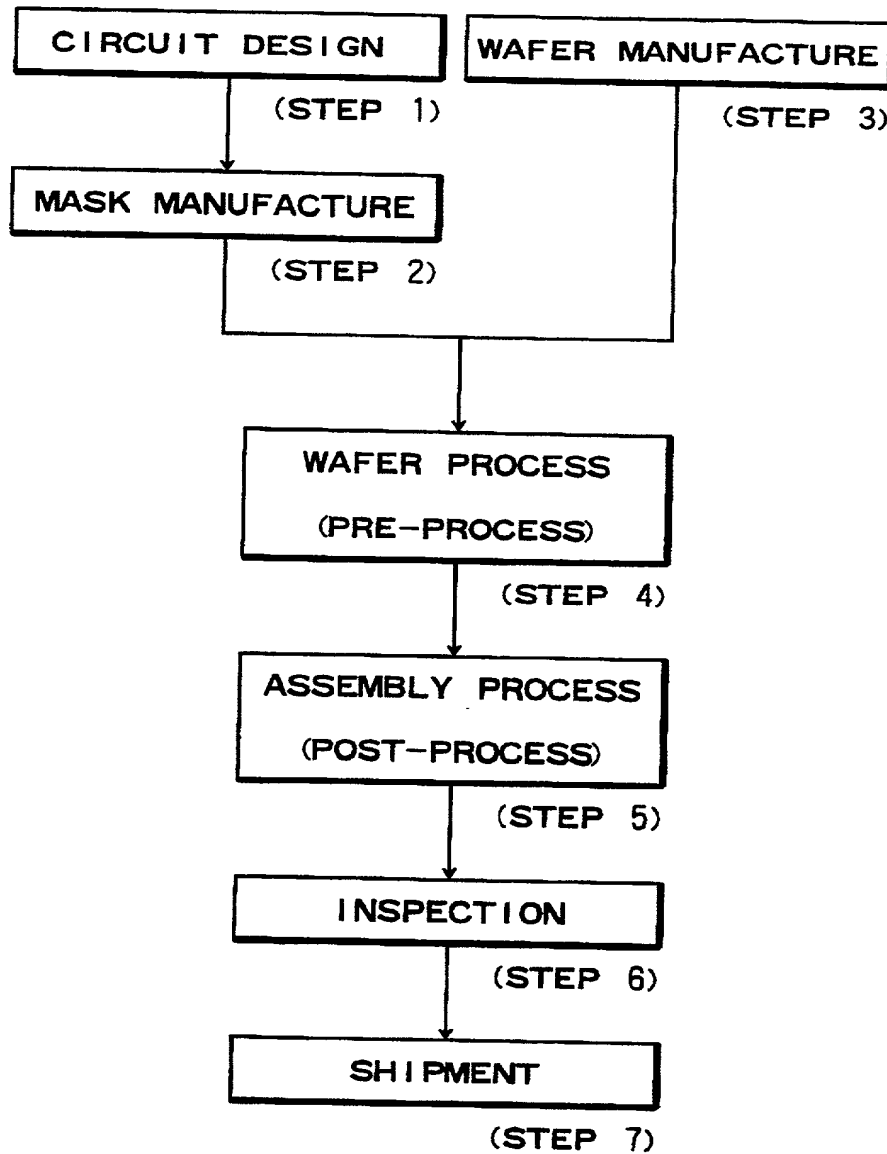 CIRCUIT DESIGN
(STEP 1)
WAFER MANUFACTURE
(STEP 3)
MASK MANUFACTURE
(STEP 2)
WAFER PROCESS
(PRE-PROCESS)
(STEP 4)
ASSEMBLY PROCESS
(POST-PROCESS)
(STEP 5)
INSPECTION
(STEP 6)
SHIPMENT
(STEP 7)